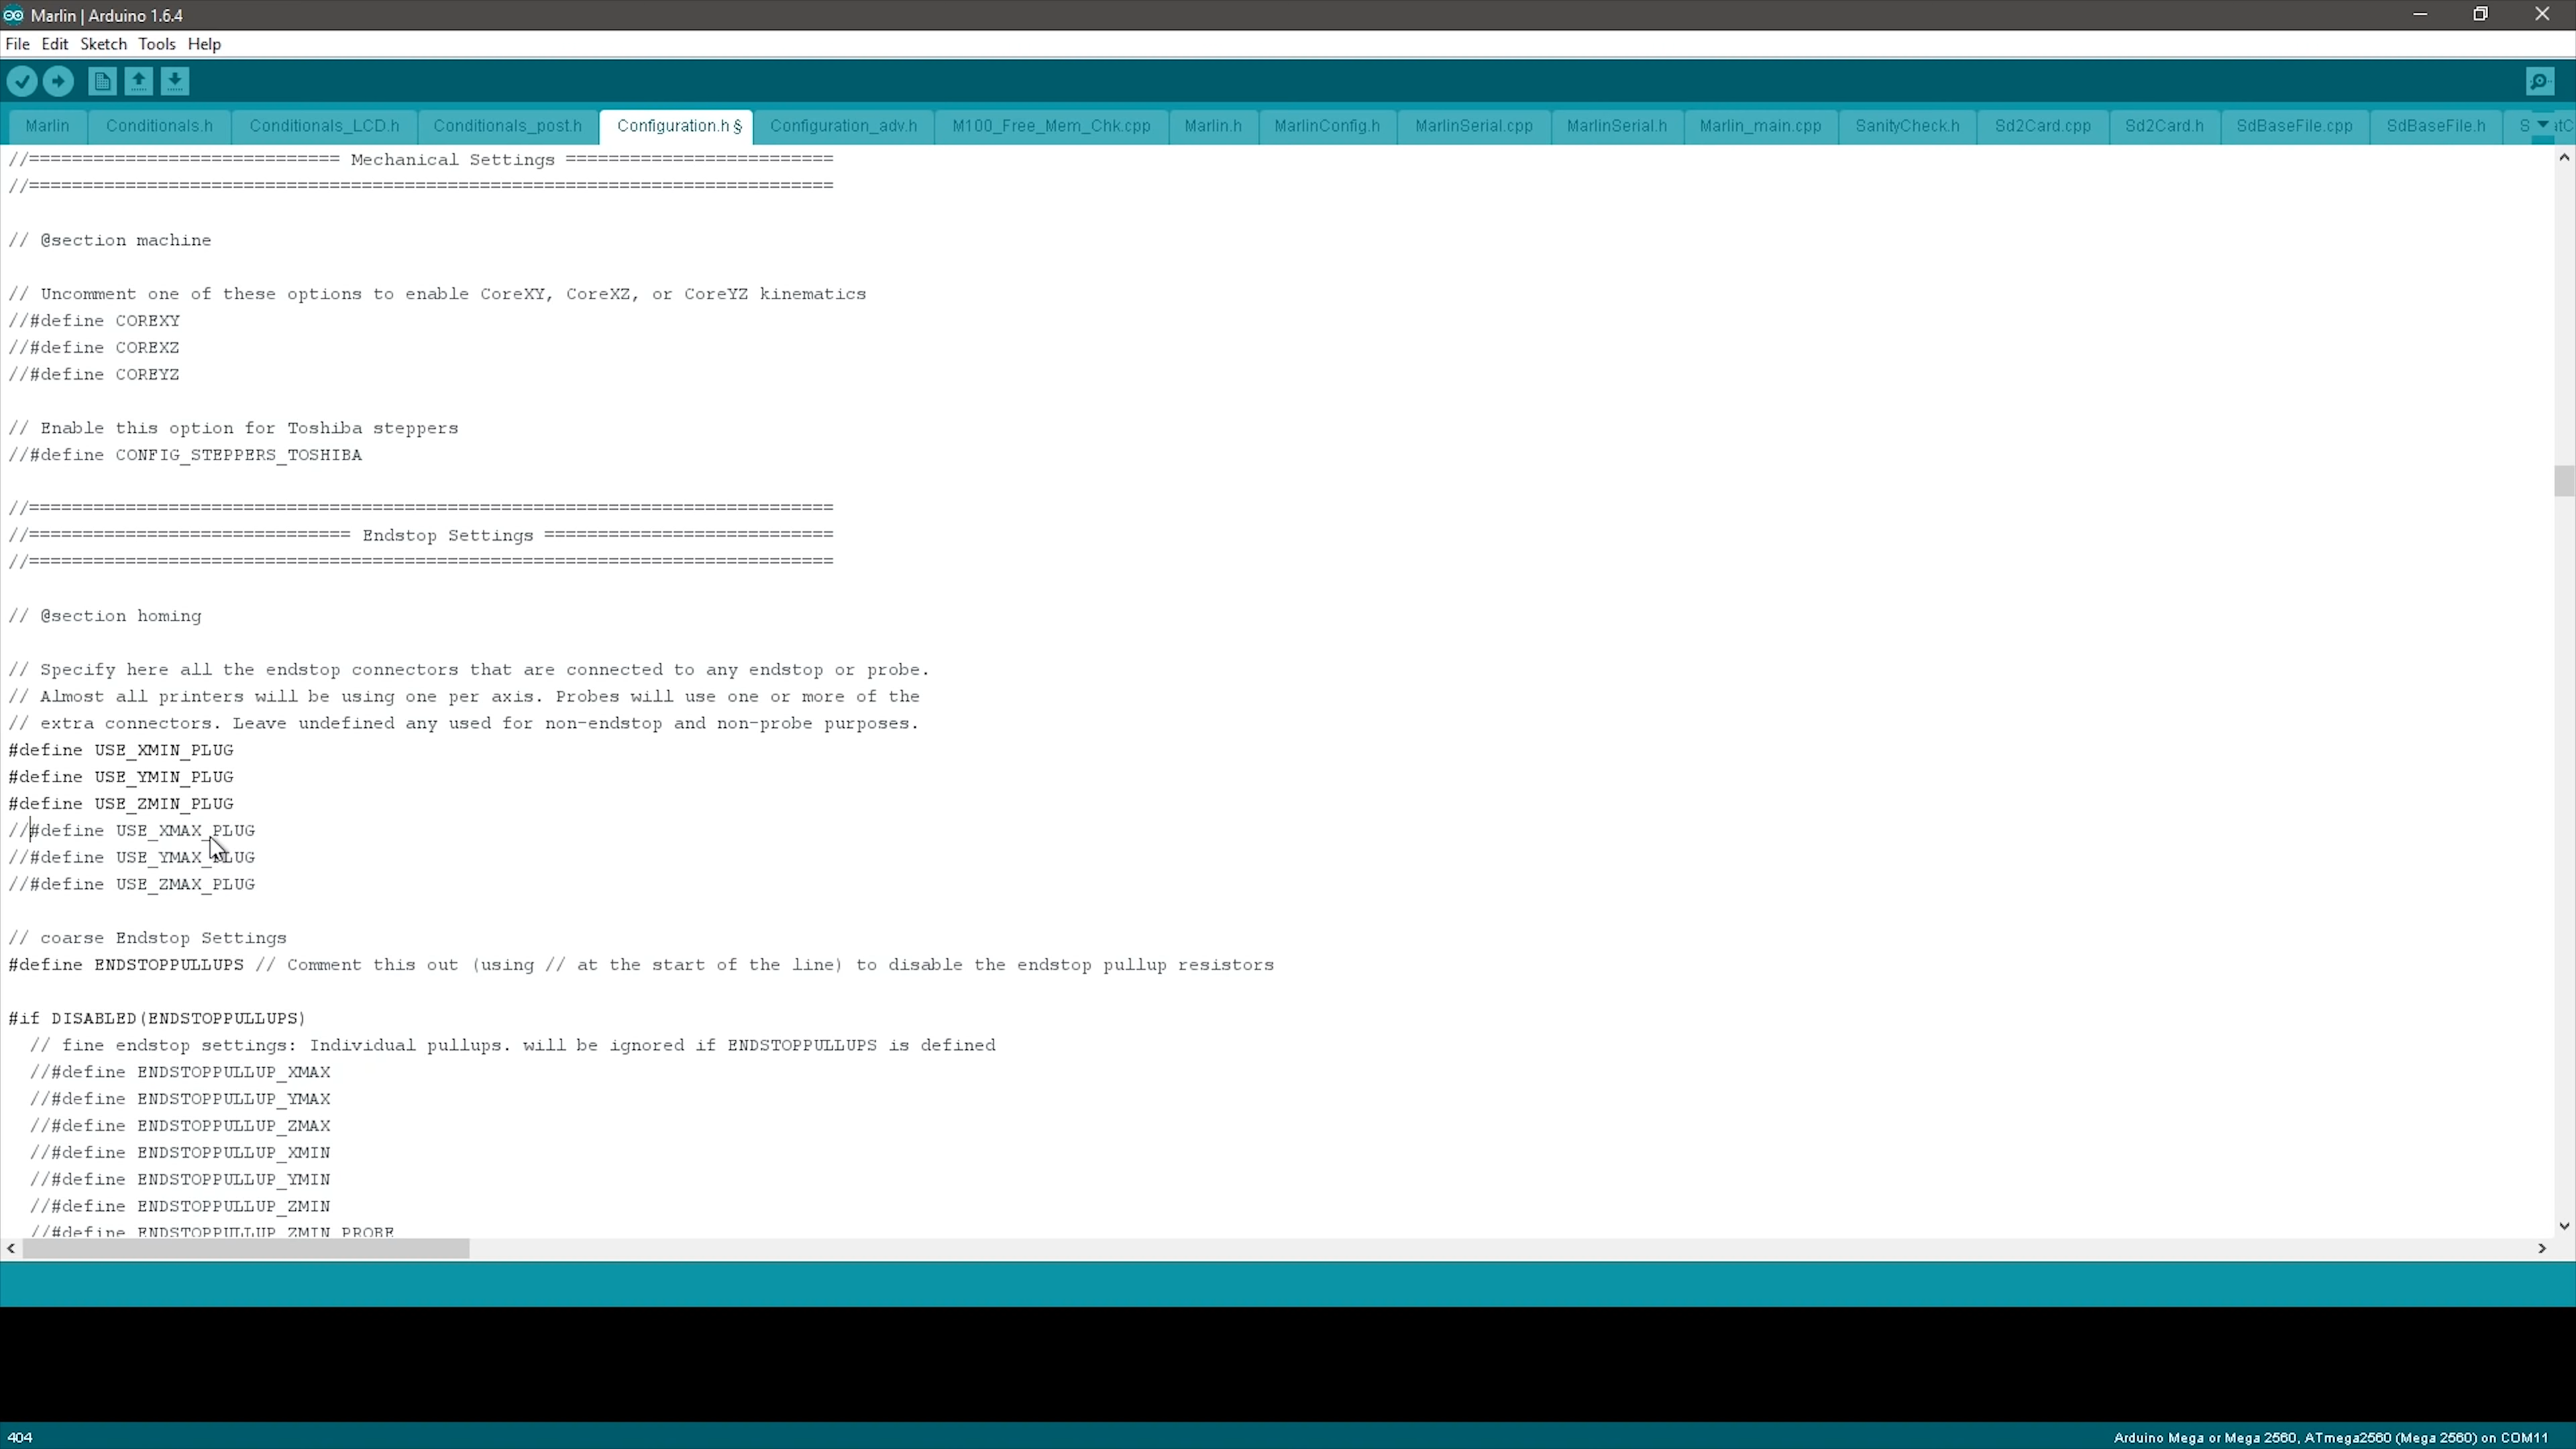 Marlin | Arduino 1.6.4
File Edit Sketch Tools Help
Marlin Conditionals.h Conditionals_LCD.h Conditionals_post.h Configuration.h § Configuration_adv.h M100_Free_Mem_Chk.cpp Marlin.h MarlinConfig.h MarlinSerial.cpp MarlinSerial.h Marlin_main.cpp SanityCheck.h Sd2Card.cpp Sd2Card.h SdBaseFile.cpp SdBaseFile.h
//============================= Mechanical Settings =========================
//===========================================================================
// @section machine
// Uncomment one of these options to enable CoreXY, CoreXZ, or CoreYZ kinematics
//#define COREXY
//#define COREXZ
//#define COREYZ
// Enable this option for Toshiba steppers
//#define CONFIG_STEPPERS_TOSHIBA
//===========================================================================
//============================== Endstop Settings ===========================
//===========================================================================
// @section homing
// Specify here all the endstop connectors that are connected to any endstop or probe.
// Almost all printers will be using one per axis. Probes will use one or more of the
// extra connectors. Leave undefined any used for non-endstop and non-probe purposes.
#define USE_XMIN_PLUG
#define USE_YMIN_PLUG
#define USE_ZMIN_PLUG
//#define USE_XMAX_PLUG
//#define USE_YMAX_PLUG
//#define USE_ZMAX_PLUG
// coarse Endstop Settings
#define ENDSTOPPULLUPS // Comment this out (using // at the start of the line) to disable the endstop pullup resistors
#if DISABLED(ENDSTOPPULLUPS)
// fine endstop settings: Individual pullups. will be ignored if ENDSTOPPULLUPS is defined
//#define ENDSTOPPULLUP_XMAX
//#define ENDSTOPPULLUP_YMAX
//#define ENDSTOPPULLUP_ZMAX
//#define ENDSTOPPULLUP_XMIN
//#define ENDSTOPPULLUP_YMIN
//#define ENDSTOPPULLUP_ZMIN
//#define ENDSTOPPULLUP_ZMIN_PROBE
404 Arduino Mega or Mega 2560, ATmega2560 (Mega 2560) on COM11